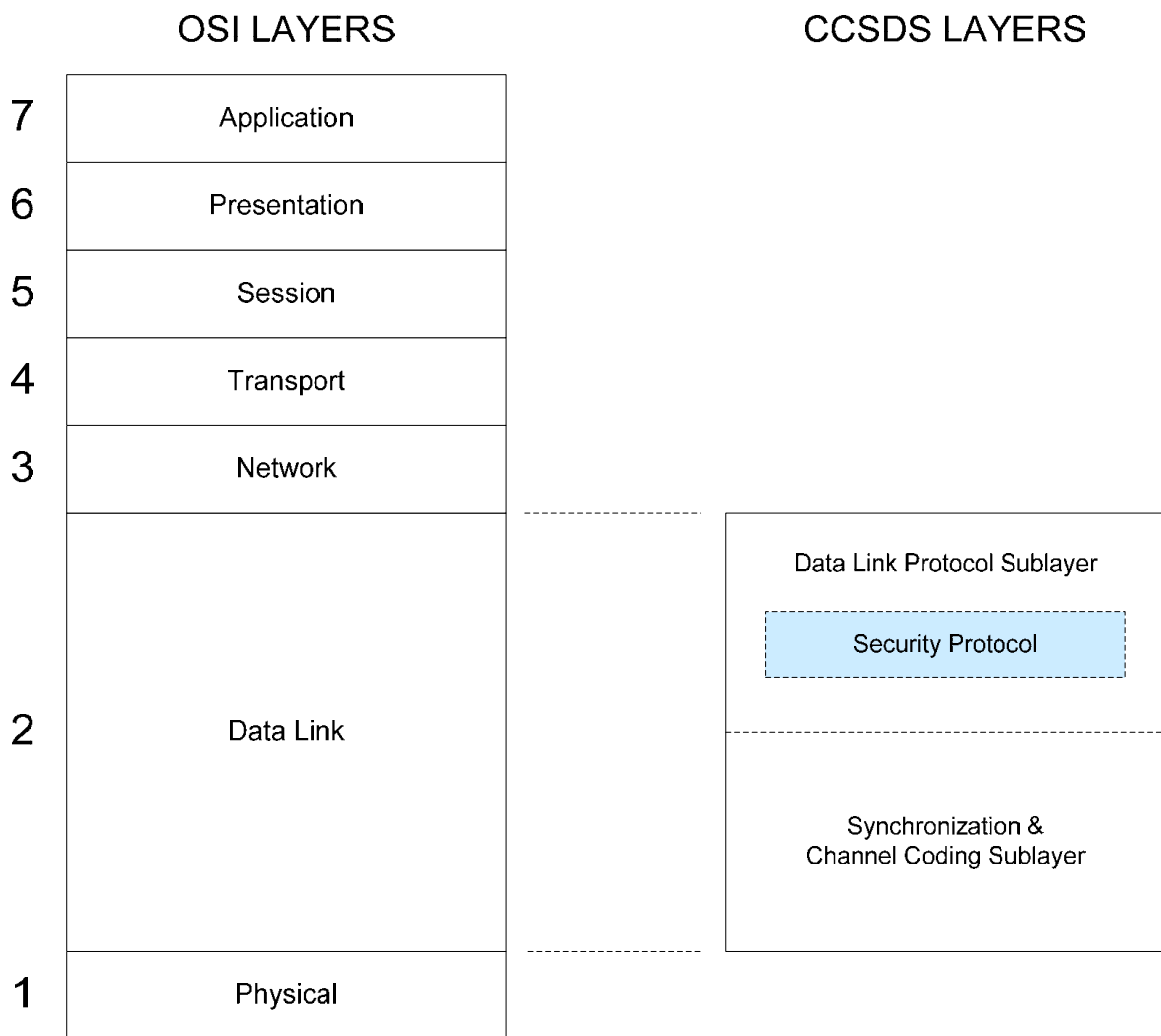 OSI LAYERS
CCSDS LAYERS
7
Application
6
Presentation
5
Session
4
Transport
3
Network
2
Data Link
Data Link Protocol Sublayer
Security Protocol
Synchronization &
Channel Coding Sublayer
1
Physical